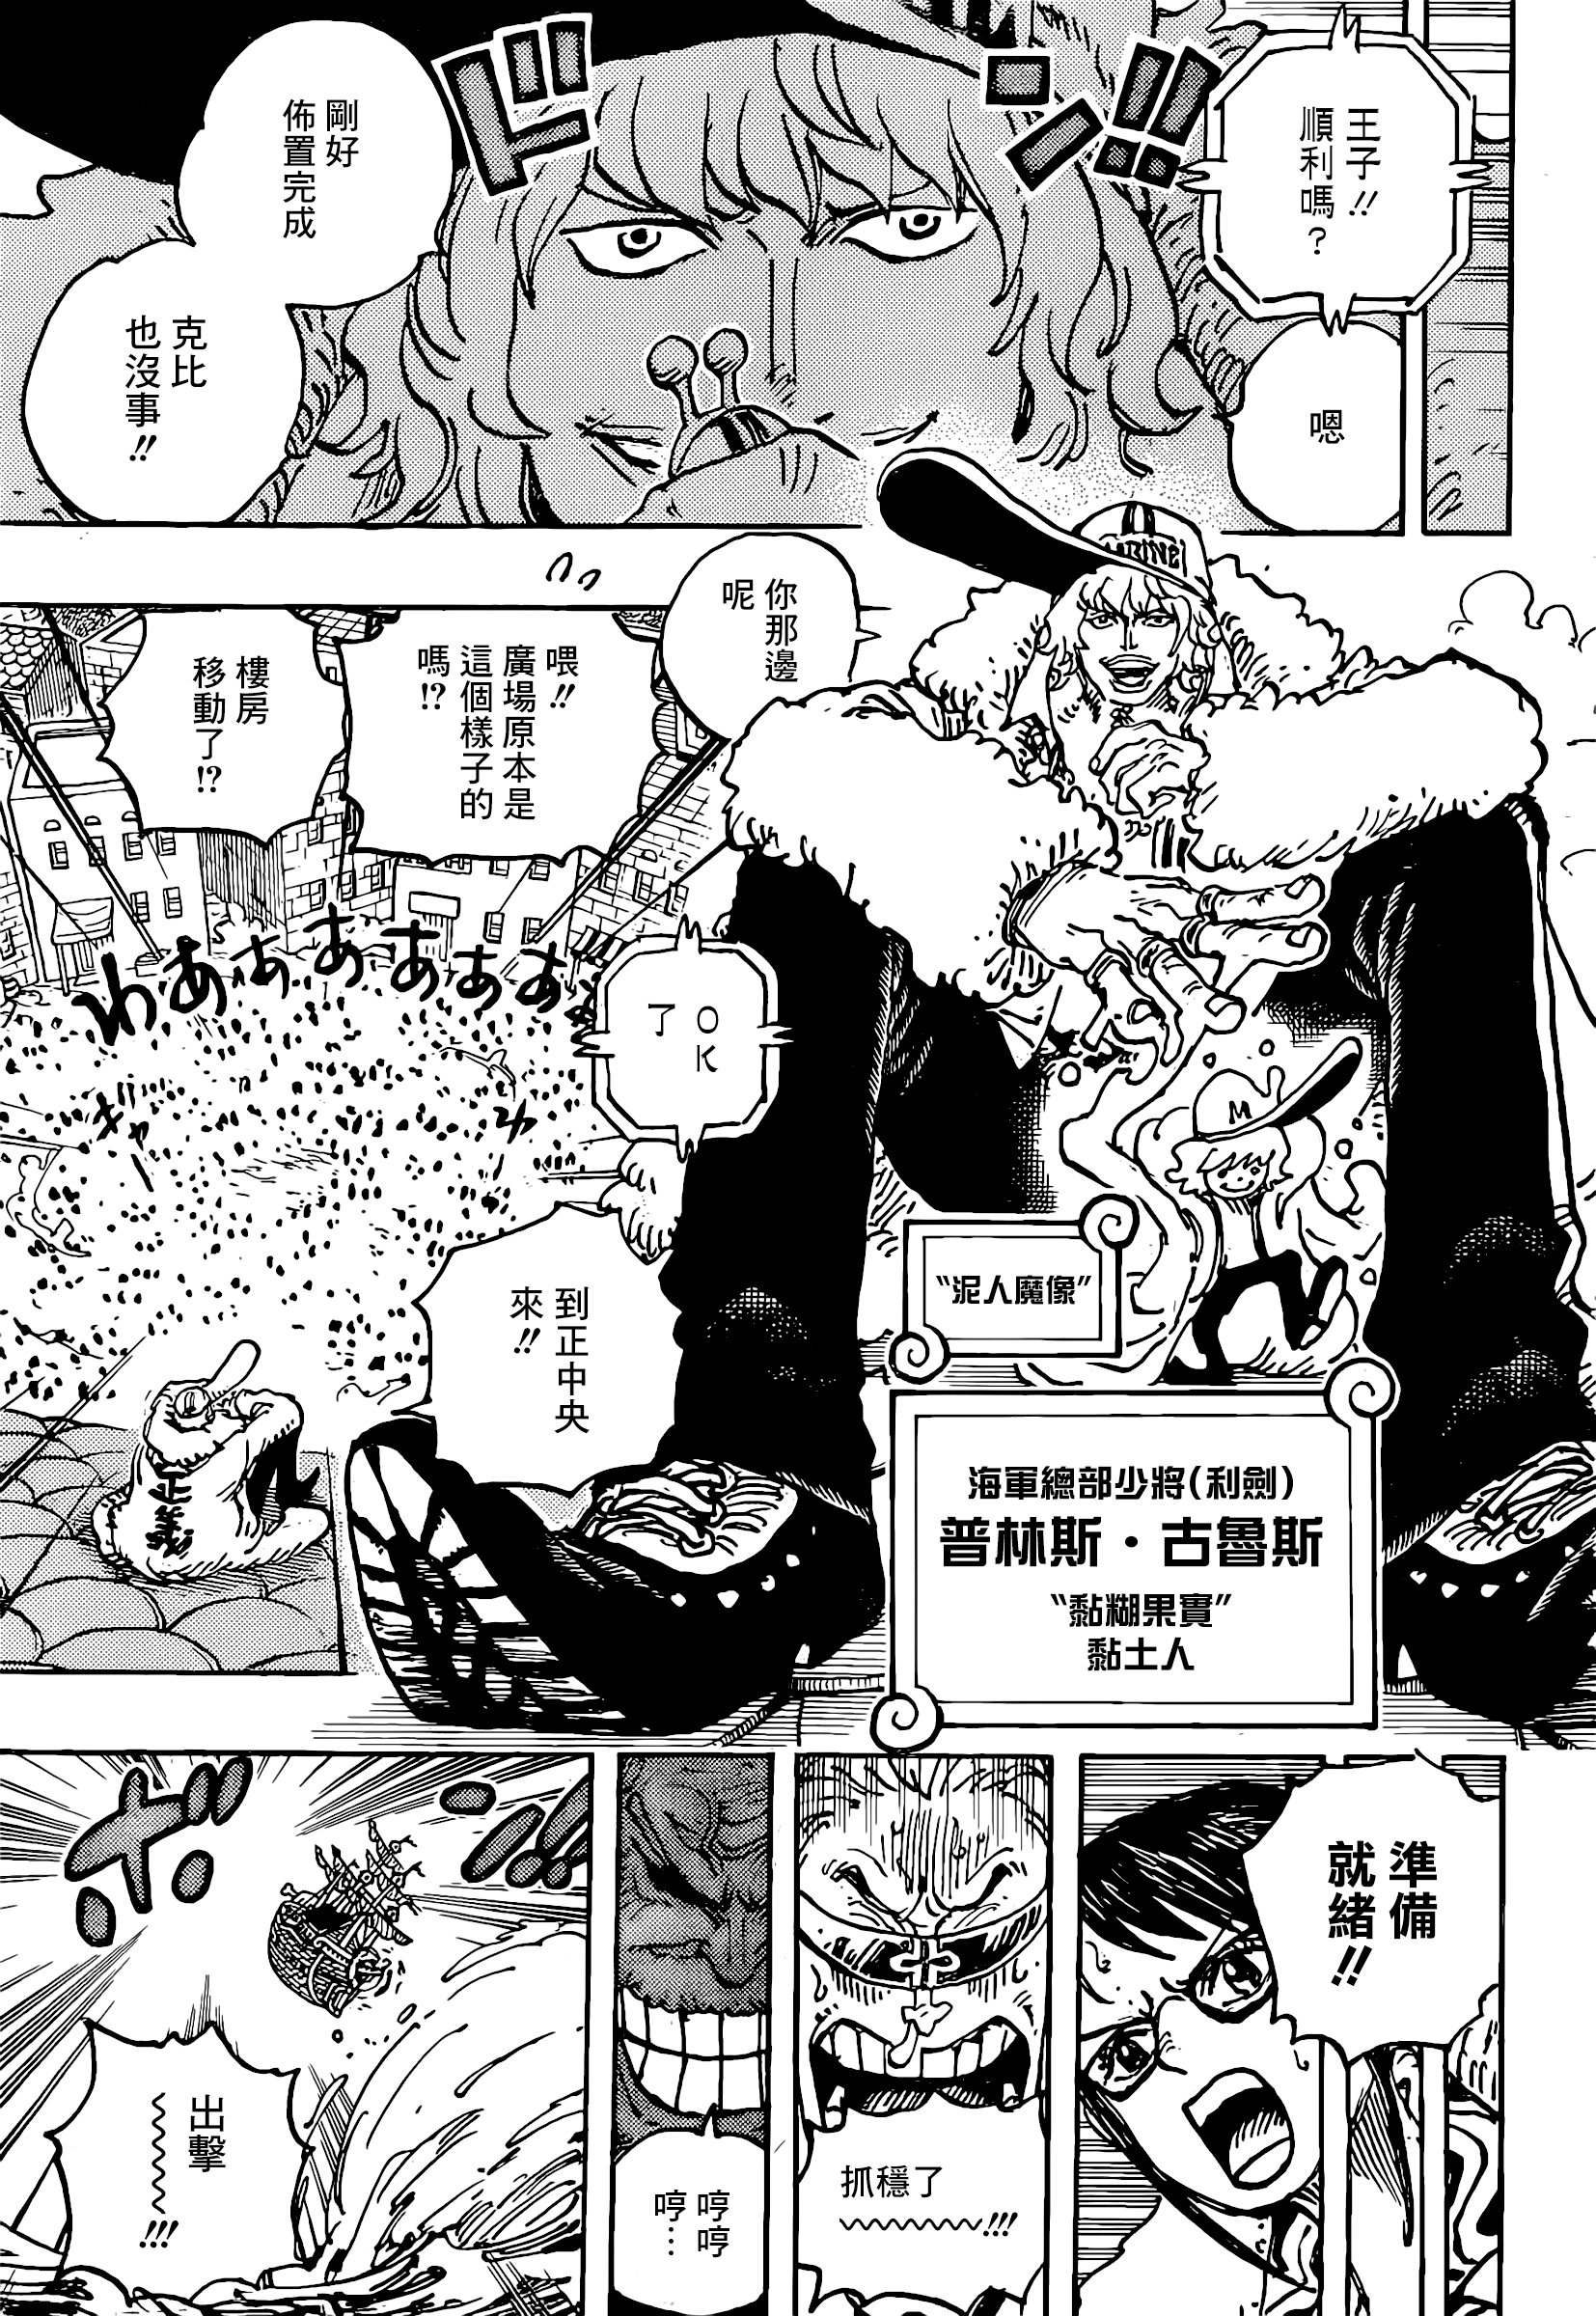 王子!!
順利嗎？
ドン!!
嗯
剛好
佈置完成
克比
也沒事!!
MARINE
你那邊
呢
喂!!
廣場原本是
這個樣子的
嗎!?
樓房
移動了!?
わあああああ
OK
了
到正中央
來!!
M
“泥人魔像”
海軍總部少將（利劍）
普林斯・古魯斯
“黏糊果實”
黏土人
準備
就緒!!
抓穩了〜〜〜!!!
哼哼
哼…
ボン!!
出擊
〜〜〜!!!